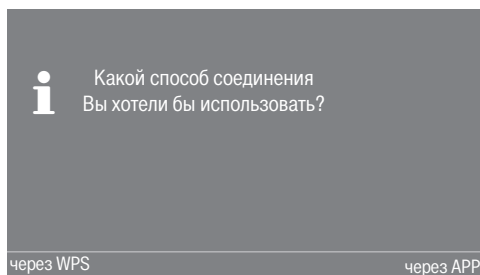 Какой способ соединения
Вы хотели бы использовать?
через WPS
через APP